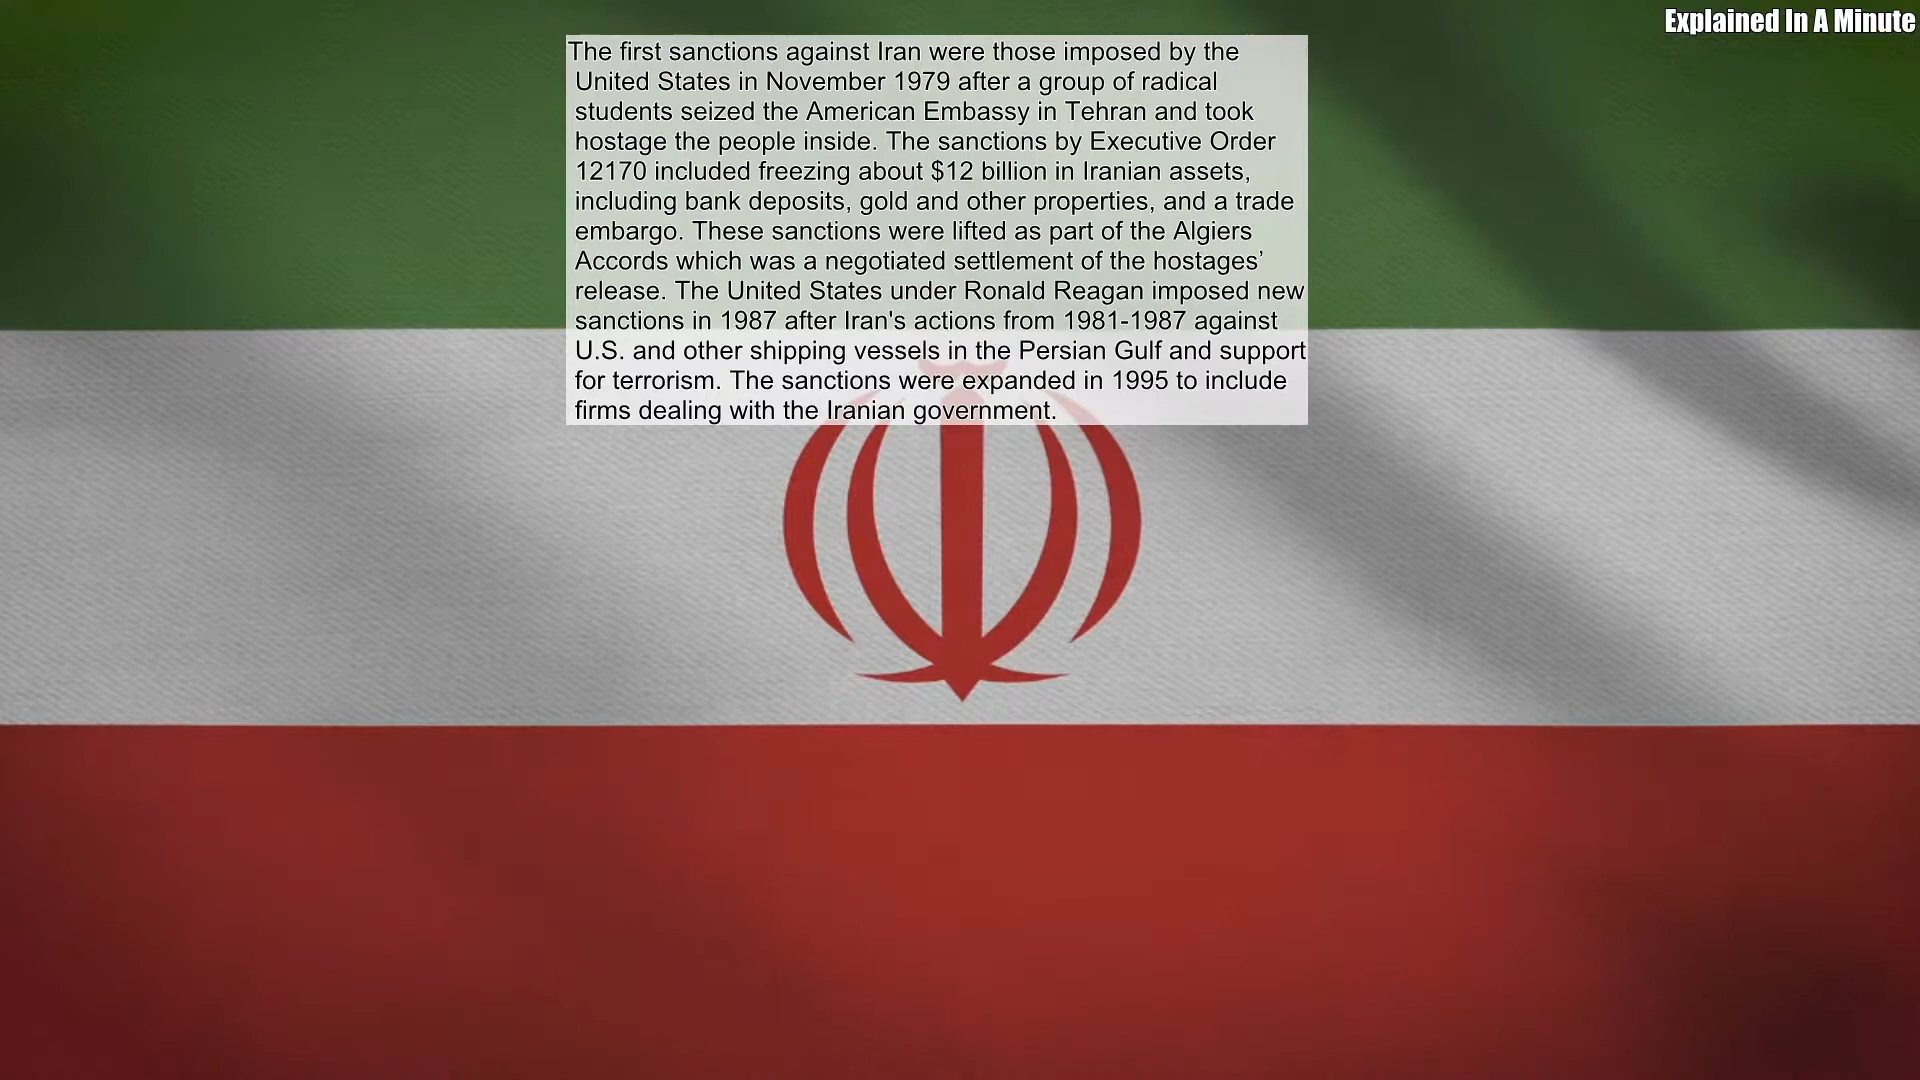 Explained In A Minute
The first sanctions against Iran were those imposed by the
United States in November 1979 after a group of radical
students seized the American Embassy in Tehran and took
hostage the people inside. The sanctions by Executive Order
12170 included freezing about $12 billion in Iranian assets,
including bank deposits, gold and other properties, and a trade
embargo. These sanctions were lifted as part of the Algiers
Accords which was a negotiated settlement of the hostages’
release. The United States under Ronald Reagan imposed new
sanctions in 1987 after Iran's actions from 1981-1987 against
U.S. and other shipping vessels in the Persian Gulf and support
for terrorism. The sanctions were expanded in 1995 to include
firms dealing with the Iranian government.